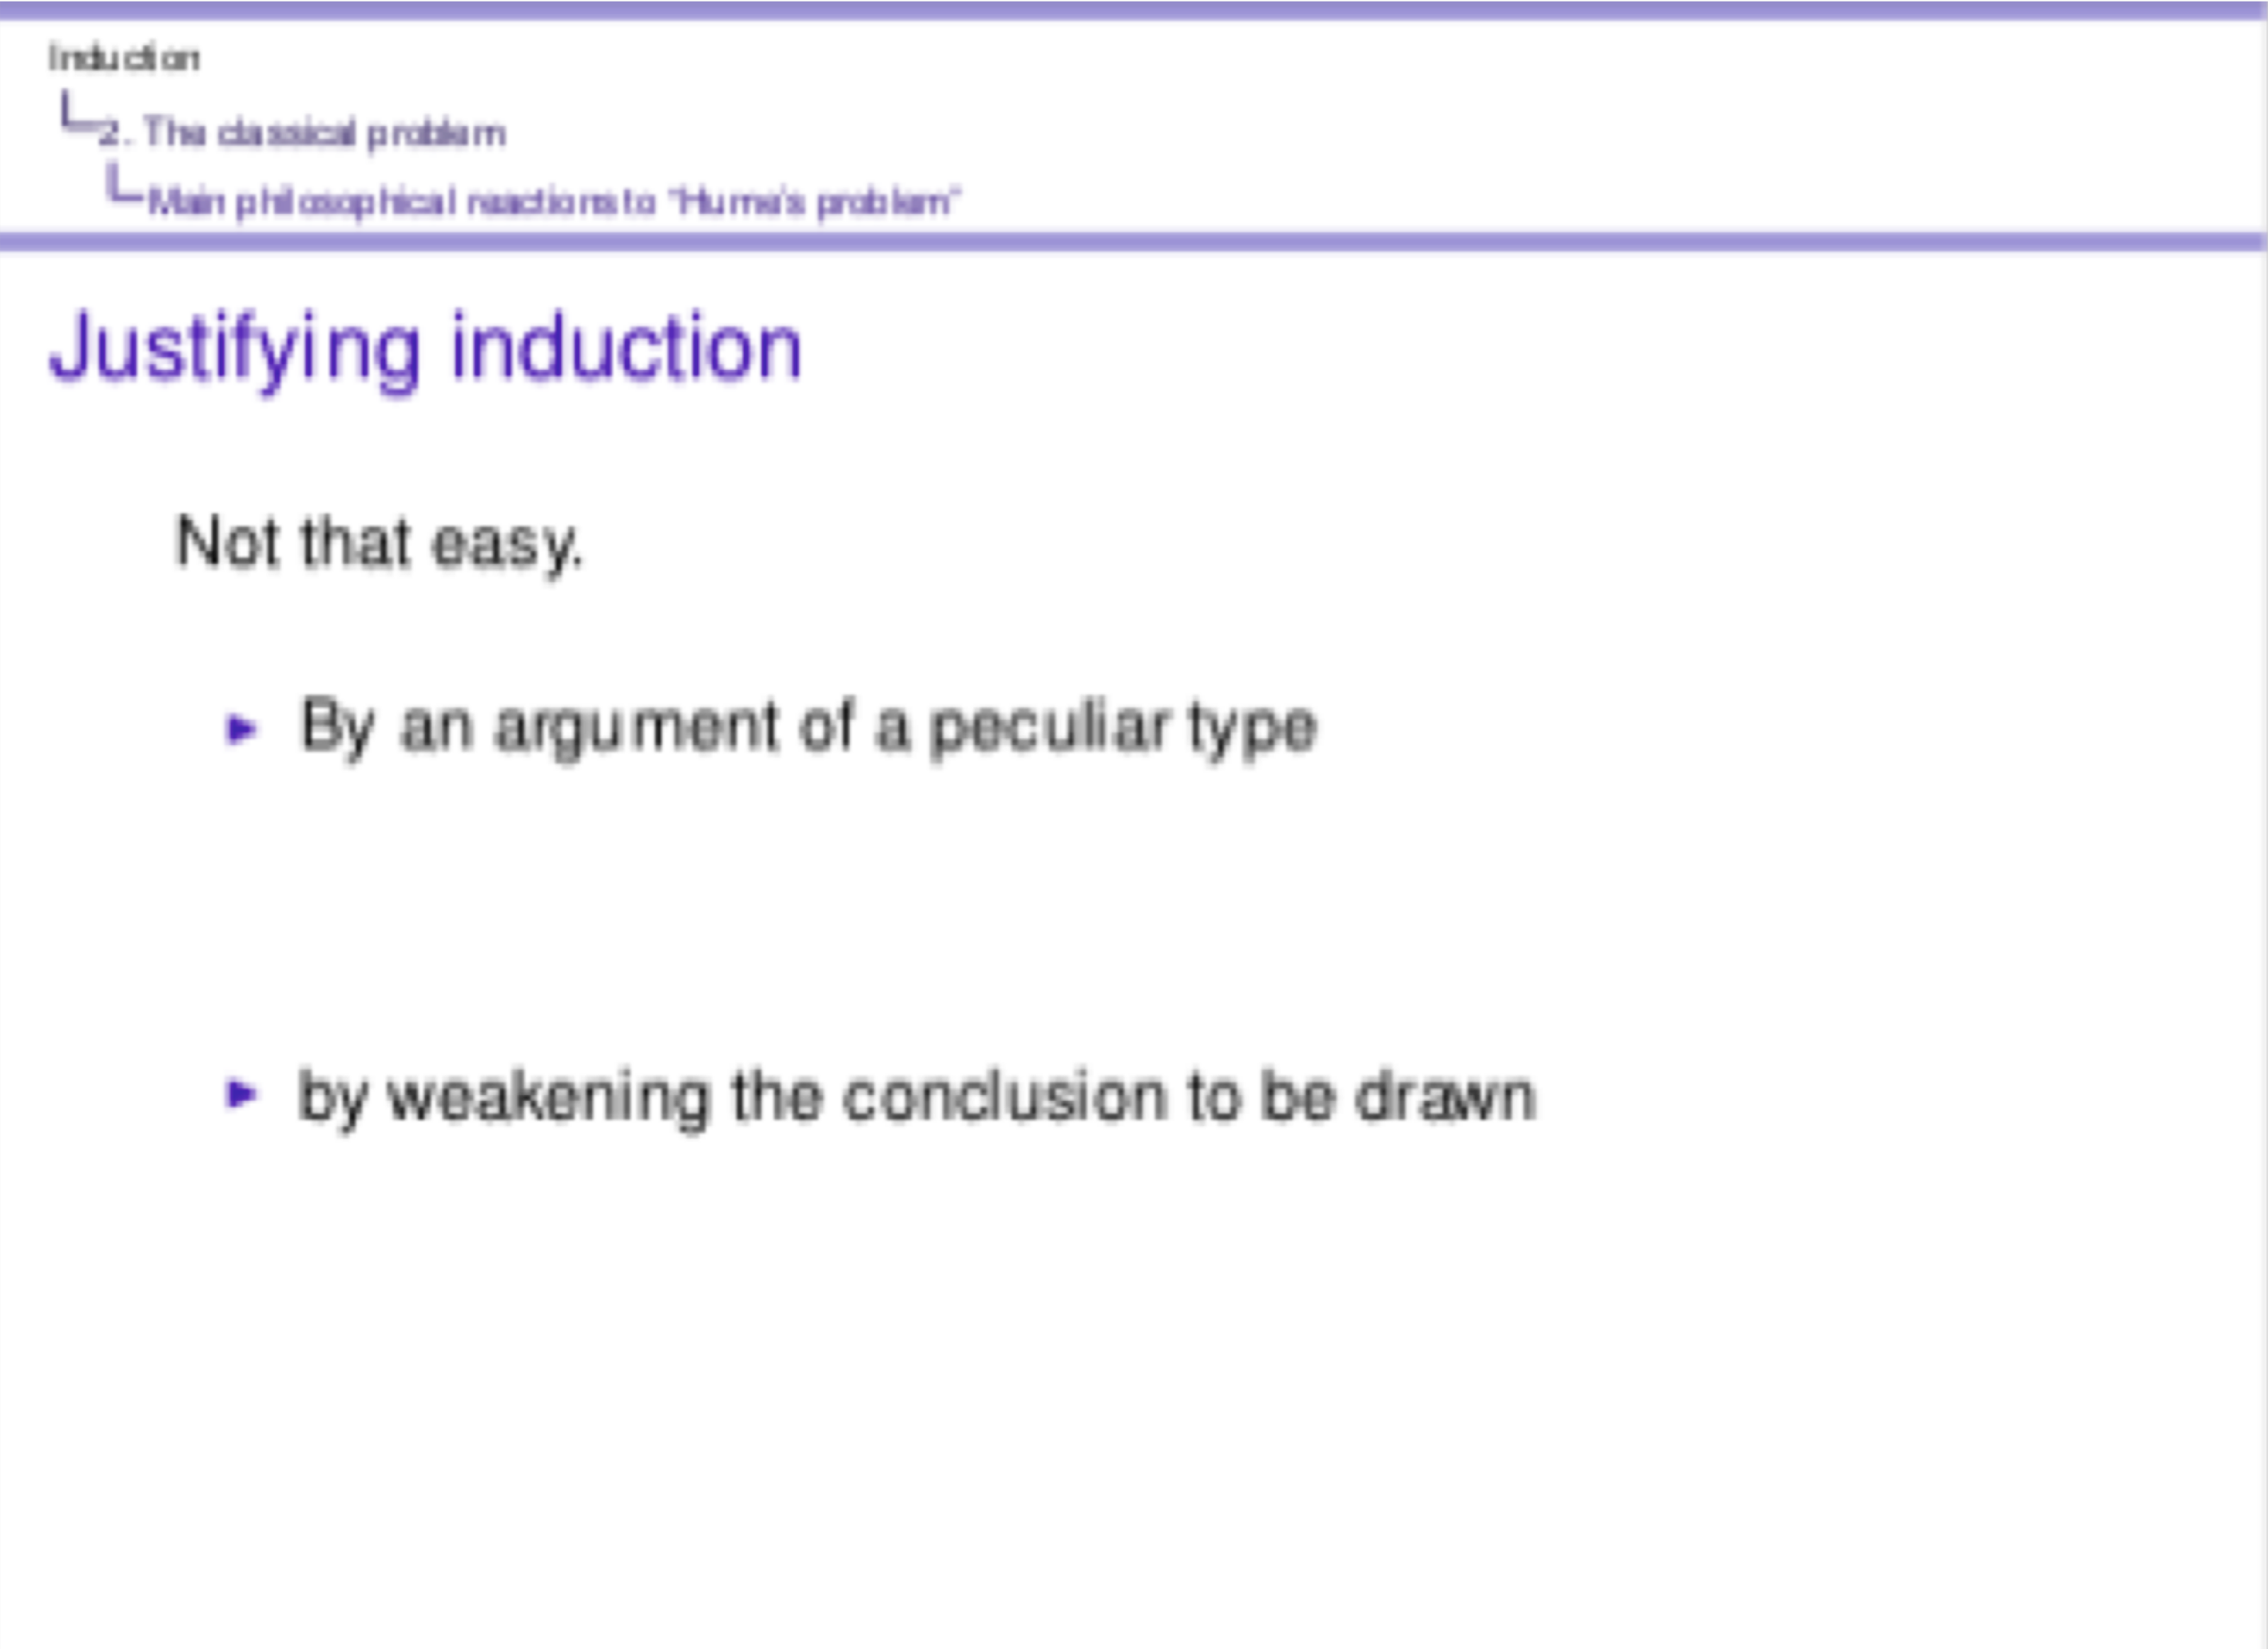 Induction
2. The classical problem
Main philosophical reactions to "Hume's problem"
Justifying induction
Not that easy.
By an argument of a peculiar type
by weakening the conclusion to be drawn